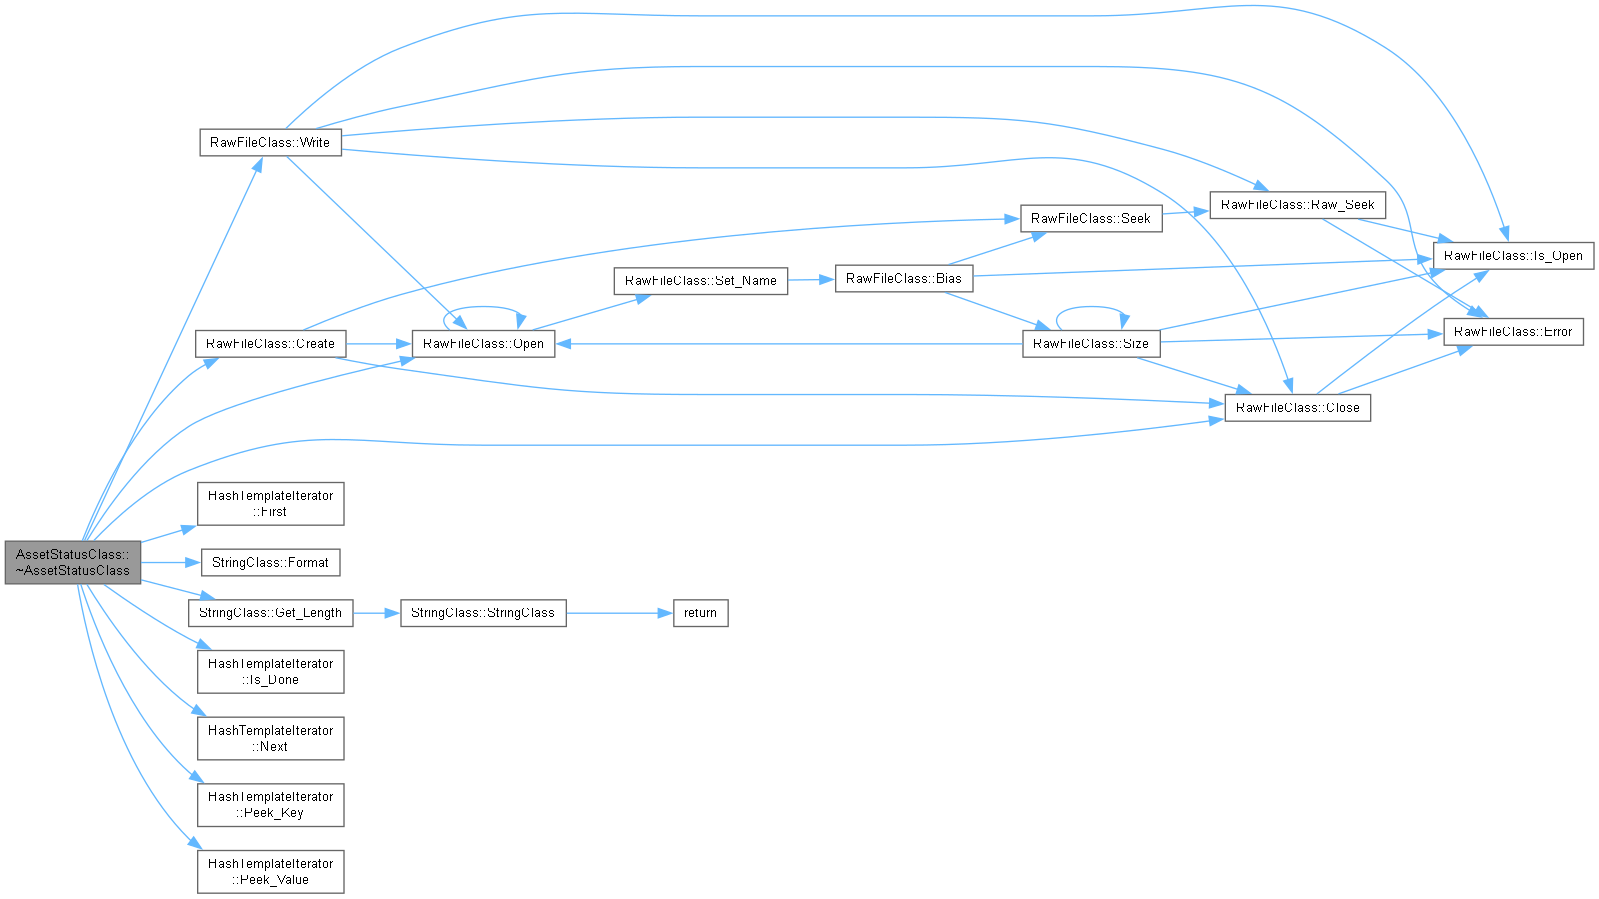 RawFileClass::Write
RawFileClass::Raw_Seek
RawFileClass::Seek
RawFileClass::Is_Open
RawFileClass::Set_Name
RawFileClass::Bias
RawFileClass::Error
RawFileClass::Create
RawFileClass::Open
RawFileClass::Size
RawFileClass::Close
HashTemplateIterator
::First
AssetStatusClass::
~AssetStatusClass
StringClass::Format
StringClass::Get_Length
StringClass::StringClass
return
HashTemplateIterator
::Is_Done
HashTemplateIterator
::Next
HashTemplateIterator
::Peek_Key
HashTemplateIterator
::Peek_Value